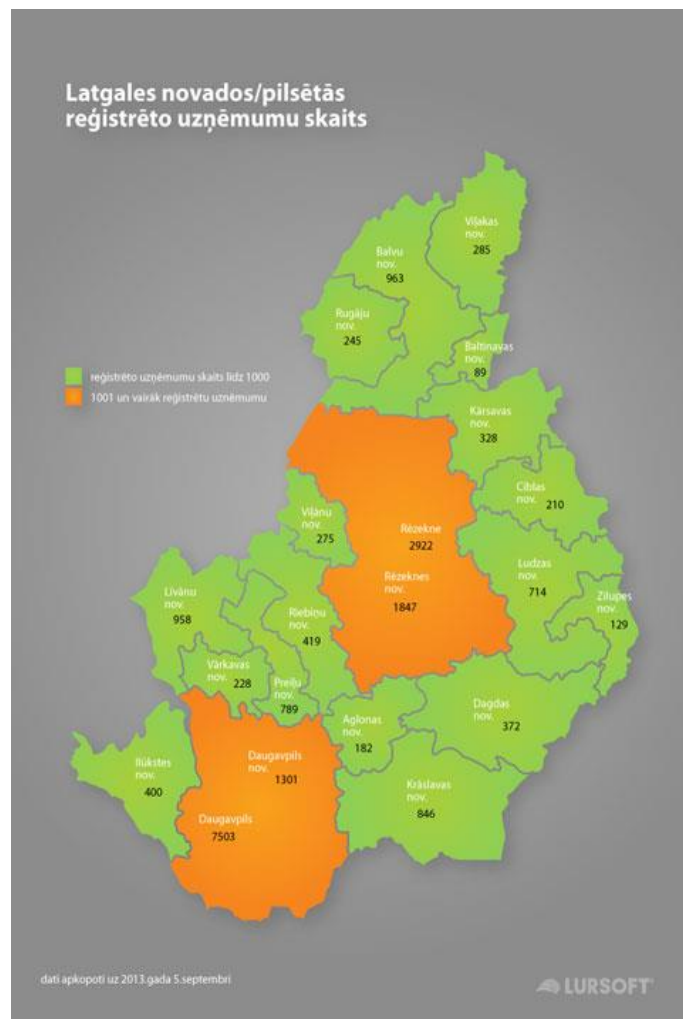 Latgales novados/pilsētās
reģistrēto uzņēmumu skaits
Viļakas
nov.
285
Balvu
nov.
963
Rugāju
nov.
245
Baltinavas
nov.
89
reģistrēto uzņēmumu skaits līdz 1000
1001 un vairāk reģistrētu uzņēmumu
Kārsavas
nov.
328
Ciblas
nov.
210
Viļānu
nov.
275
Rēzekne
2922
Rēzeknes
nov.
1847
Ludzas
nov.
714
Zilupes
nov.
129
Līvānu
nov.
958
Riebiņu
nov.
419
Vārkavas
nov.
228
Preiļu
nov.
789
Aglonas
nov.
182
Dagdas
nov.
372
Ilūkstes
nov.
400
Daugavpils
nov.
1301
Daugavpils
7503
Krāslavas
nov.
846
dati apkopoti uz 2013.gada 5.septembri
LURSOFT